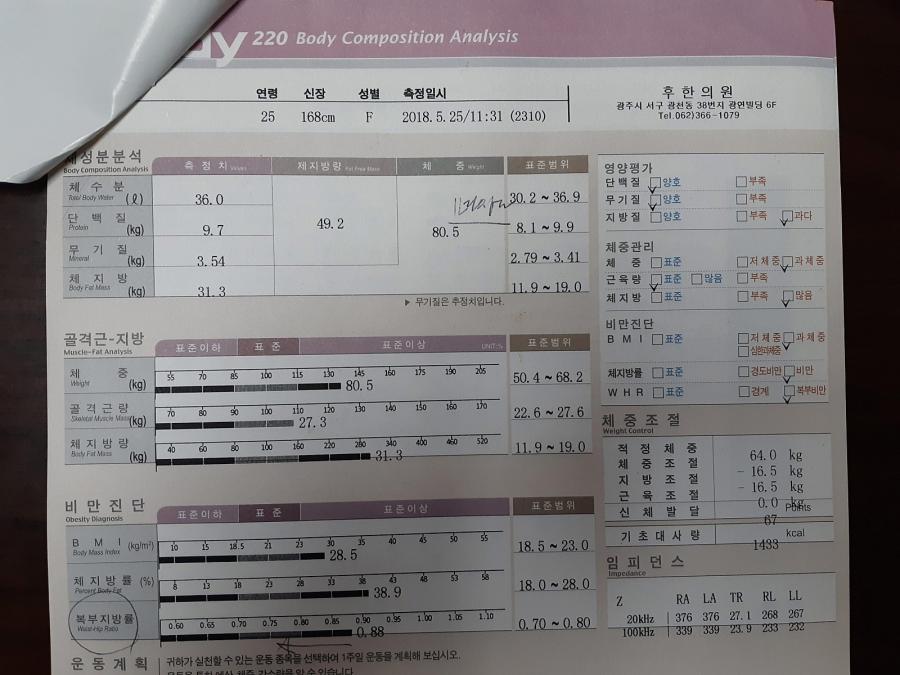 220 Body Composition Analysis
연령 신장 성별 측정일시
25 168cm F 2018. 5. 25/11:31 (2310)
후한의원
광주시 서구 광천동 38번지 광연빌딩 6F
Tel.062)366-1079
체성분분석 측정치 Values 제지방량 Fat Free Mass 체 중 Weight 표준범위
Body Composition Analysis
체 수 분 (ℓ) 36.0 30.2 ~ 36.9
Total Body Water
단 백 질 (kg) 9.7 49.2 80.5 8.1 ~ 9.9
Protein
무 기 질 (kg) 3.54 2.79 ~ 3.41
Mineral
체 지 방 (kg) 31.3 11.9 ~ 19.0
Body Fat Mass
▶ 무기질은 추정치입니다.
골격근-지방 표준이하 표 준 표준이상 UNIT:% 표준범위
Muscle-Fat Analysis
체 중 (kg) 55 70 85 100 115 130 145 160 175 190 205
Weight 80.5 50.4 ~ 68.2
골 격 근 량 (kg) 70 80 90 100 110 120 130 140 150 160 170
Skeletal Muscle Mass 27.3 22.6 ~ 27.6
체 지 방 량 (kg) 40 60 80 100 160 220 280 340 400 460 520
Body Fat Mass 31.3 11.9 ~ 19.0
비 만 진 단 표준이하 표 준 표준이상 표준범위
Obesity Diagnosis
B M I (kg/m²) 10 15 18.5 21 23 30 35 40 45 50 55
Body Mass Index 28.5 18.5 ~ 23.0
체 지 방 률 (%) 8 13 18 23 28 33 38 43 48 53 58
Percent Body Fat 38.9 18.0 ~ 28.0
복부지방률 0.60 0.65 0.70 0.75 0.80 0.85 0.90 0.95 1.00 1.05 1.10
Waist-Hip Ratio 0.88 0.70 ~ 0.80
운 동 계 획 귀하가 실천할 수 있는 운동 종목을 선택하여 1주일 운동을 계획해 보십시오.
영양평가
단 백 질 양호 부족
무 기 질 양호 부족
지 방 질 양호 부족 과다
체중관리
체 중 표준 저 체 중 과 체 중
근 육 량 표준 많음 부족
체 지 방 표준 부족 많음
비만진단
B M I 표준 저 체 중 과 체 중
심한과체중
체지방률 표준 경도비만 비만
W H R 표준 경계 복부비만
체 중 조 절
Weight Control
적 정 체 중 64.0 kg
체 중 조 절 - 16.5 kg
지 방 조 절 - 16.5 kg
근 육 조 절 0.0 kg
신 체 발 달 67 Points
기 초 대 사 량 1433 kcal
임 피 던 스
Impedance
Z RA LA TR RL LL
20kHz 376 376 27.1 268 267
100kHz 339 339 23.9 233 232